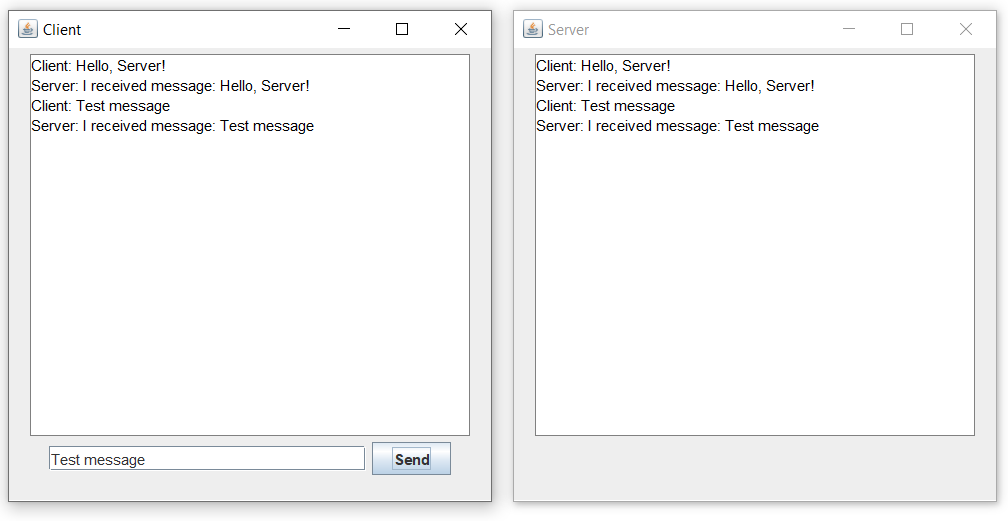 Client
Client: Hello, Server!
Server: I received message: Hello, Server!
Client: Test message
Server: I received message: Test message
Test message
Send
Server
Client: Hello, Server!
Server: I received message: Hello, Server!
Client: Test message
Server: I received message: Test message